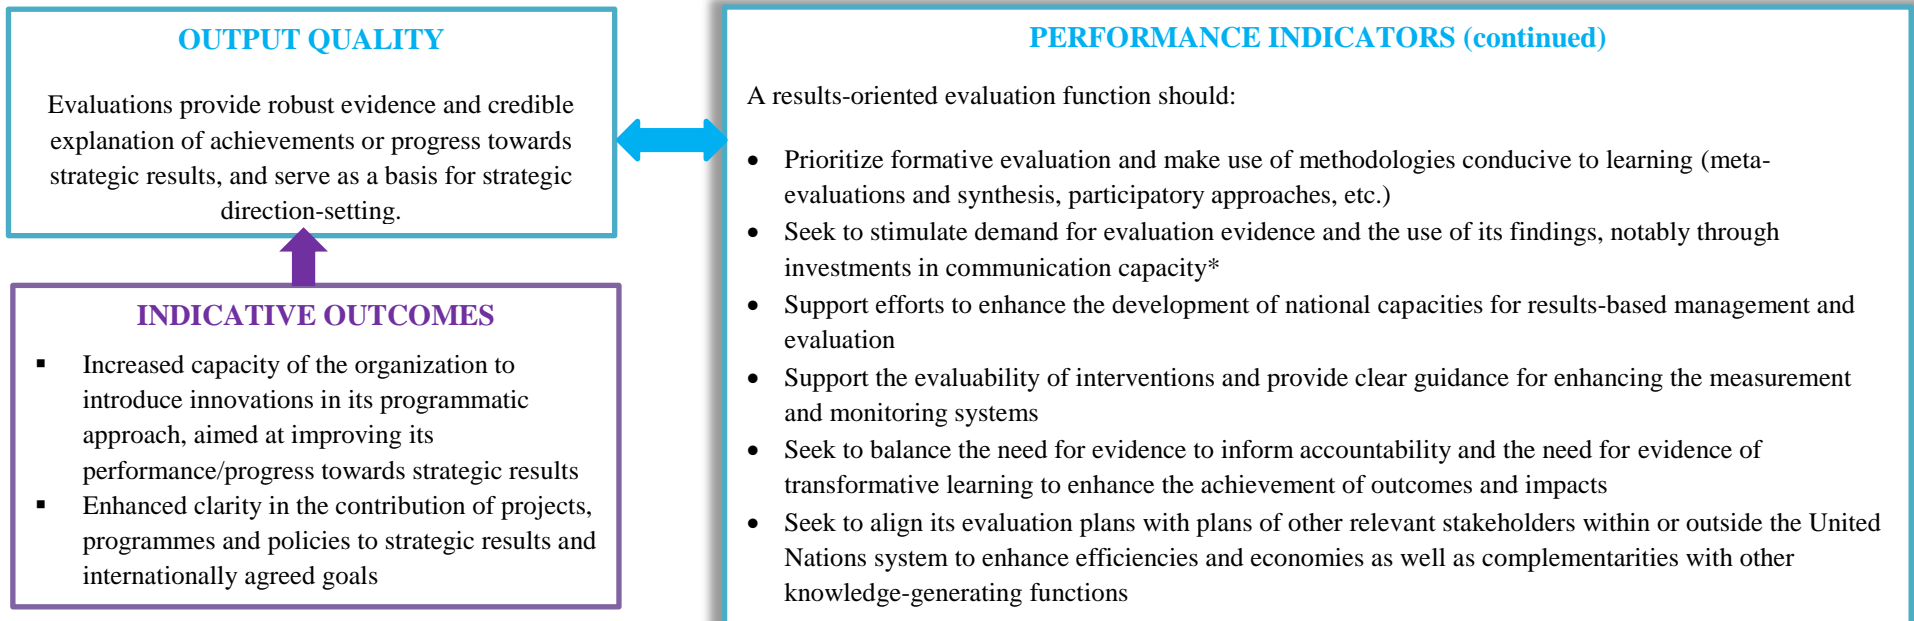 OUTPUT QUALITY
Evaluations provide robust evidence and credible
explanation of achievements or progress towards
strategic results, and serve as a basis for strategic
direction-setting.
INDICATIVE OUTCOMES
▪ Increased capacity of the organization to
introduce innovations in its programmatic
approach, aimed at improving its
performance/progress towards strategic results
▪ Enhanced clarity in the contribution of projects,
programmes and policies to strategic results and
internationally agreed goals
PERFORMANCE INDICATORS (continued)
A results-oriented evaluation function should:
• Prioritize formative evaluation and make use of methodologies conducive to learning (meta-
evaluations and synthesis, participatory approaches, etc.)
• Seek to stimulate demand for evaluation evidence and the use of its findings, notably through
investments in communication capacity*
• Support efforts to enhance the development of national capacities for results-based management and
evaluation
• Support the evaluability of interventions and provide clear guidance for enhancing the measurement
and monitoring systems
• Seek to balance the need for evidence to inform accountability and the need for evidence of
transformative learning to enhance the achievement of outcomes and impacts
• Seek to align its evaluation plans with plans of other relevant stakeholders within or outside the United
Nations system to enhance efficiencies and economies as well as complementarities with other
knowledge-generating functions